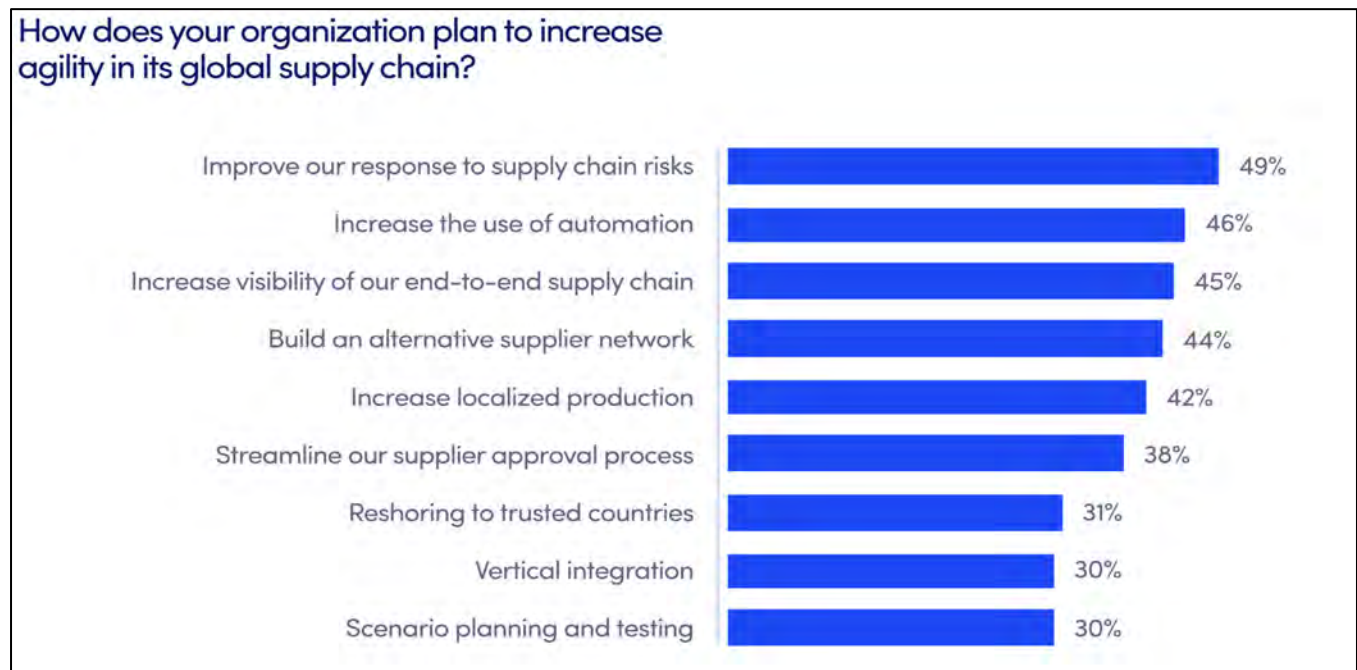 How does your organization plan to increase
agility in its global supply chain?
Improve our response to supply chain risks 49%
Increase the use of automation 46%
Increase visibility of our end-to-end supply chain 45%
Build an alternative supplier network 44%
Increase localized production 42%
Streamline our supplier approval process 38%
Reshoring to trusted countries 31%
Vertical integration 30%
Scenario planning and testing 30%